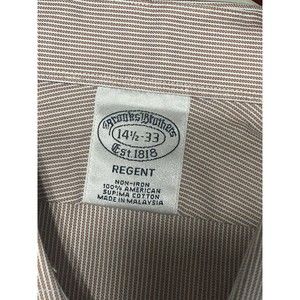 Brooks Brothers
14½-33
Est. 1818
REGENT
NON-IRON
100% AMERICAN
SUPIMA COTTON
MADE IN MALAYSIA